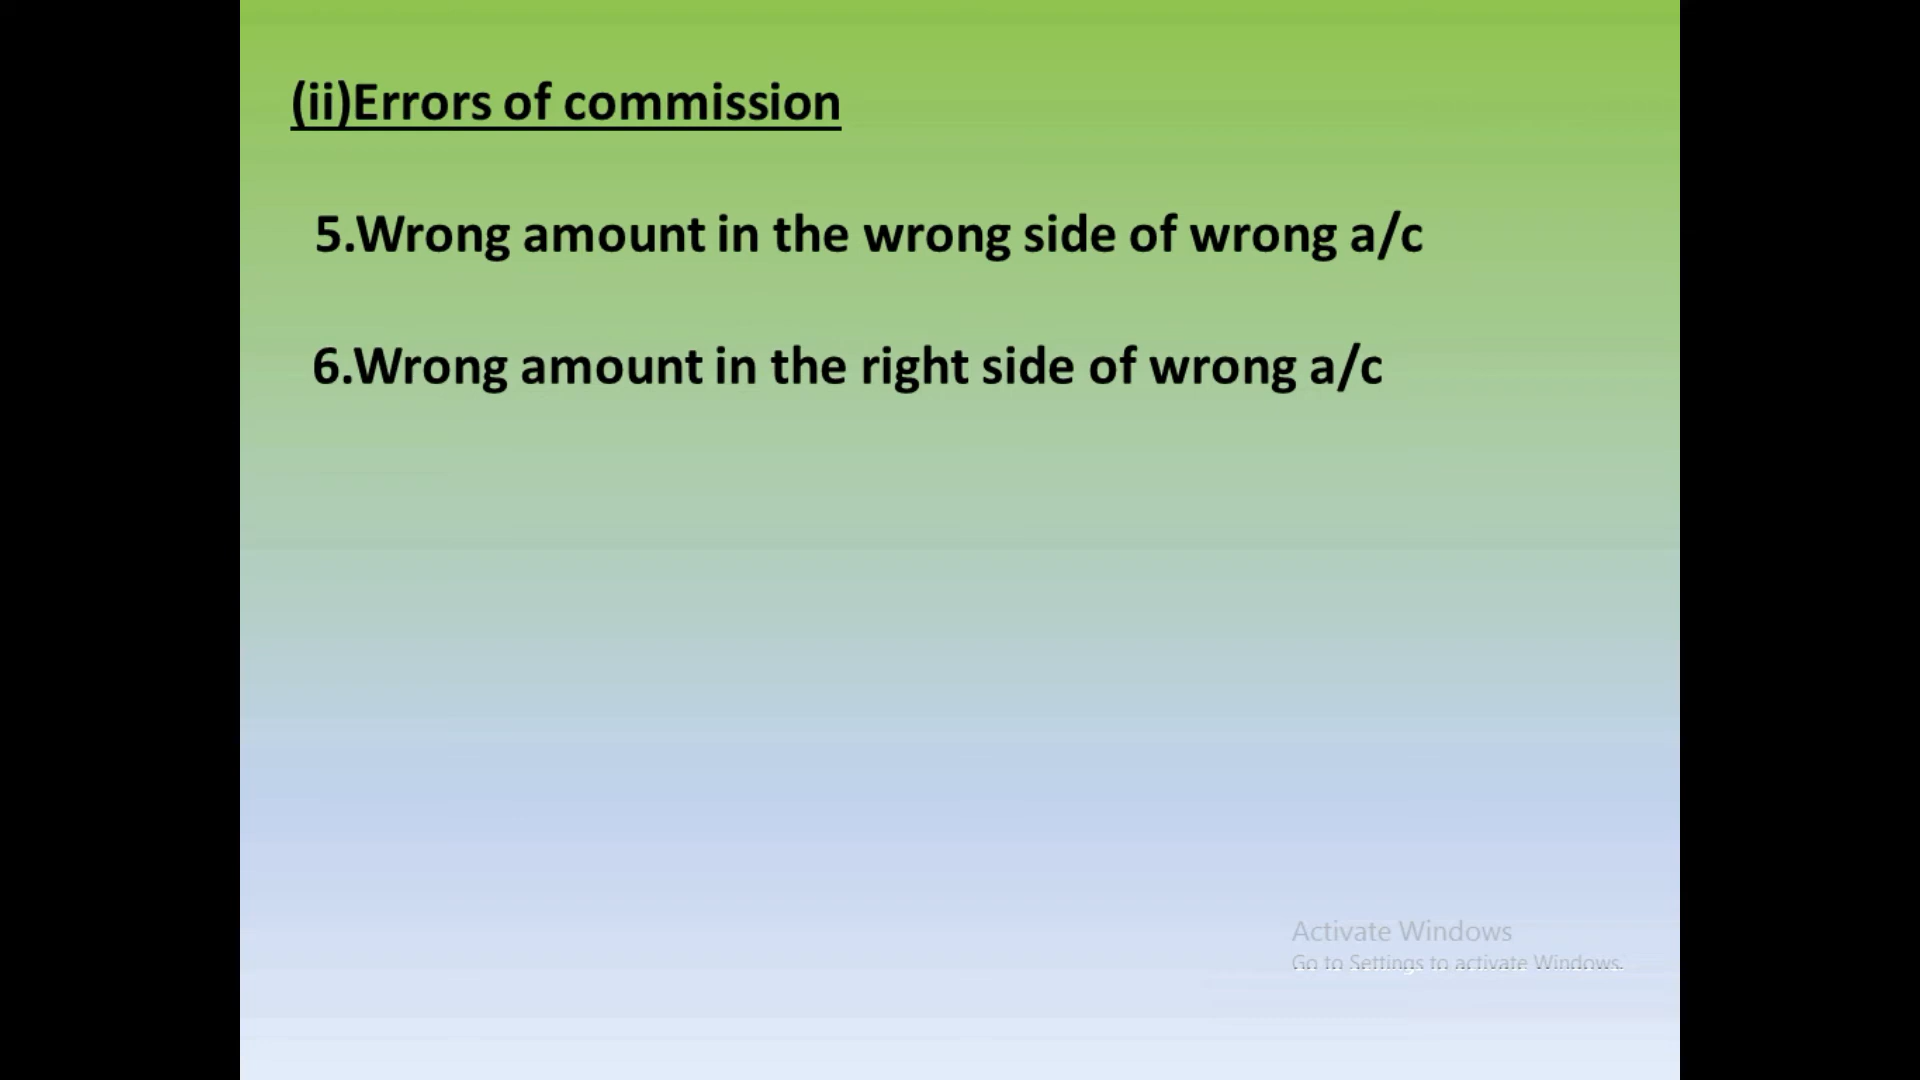 (ii)Errors of commission
5.Wrong amount in the wrong side of wrong a/c
6.Wrong amount in the right side of wrong a/c
Activate Windows
Go to Settings to activate Windows.